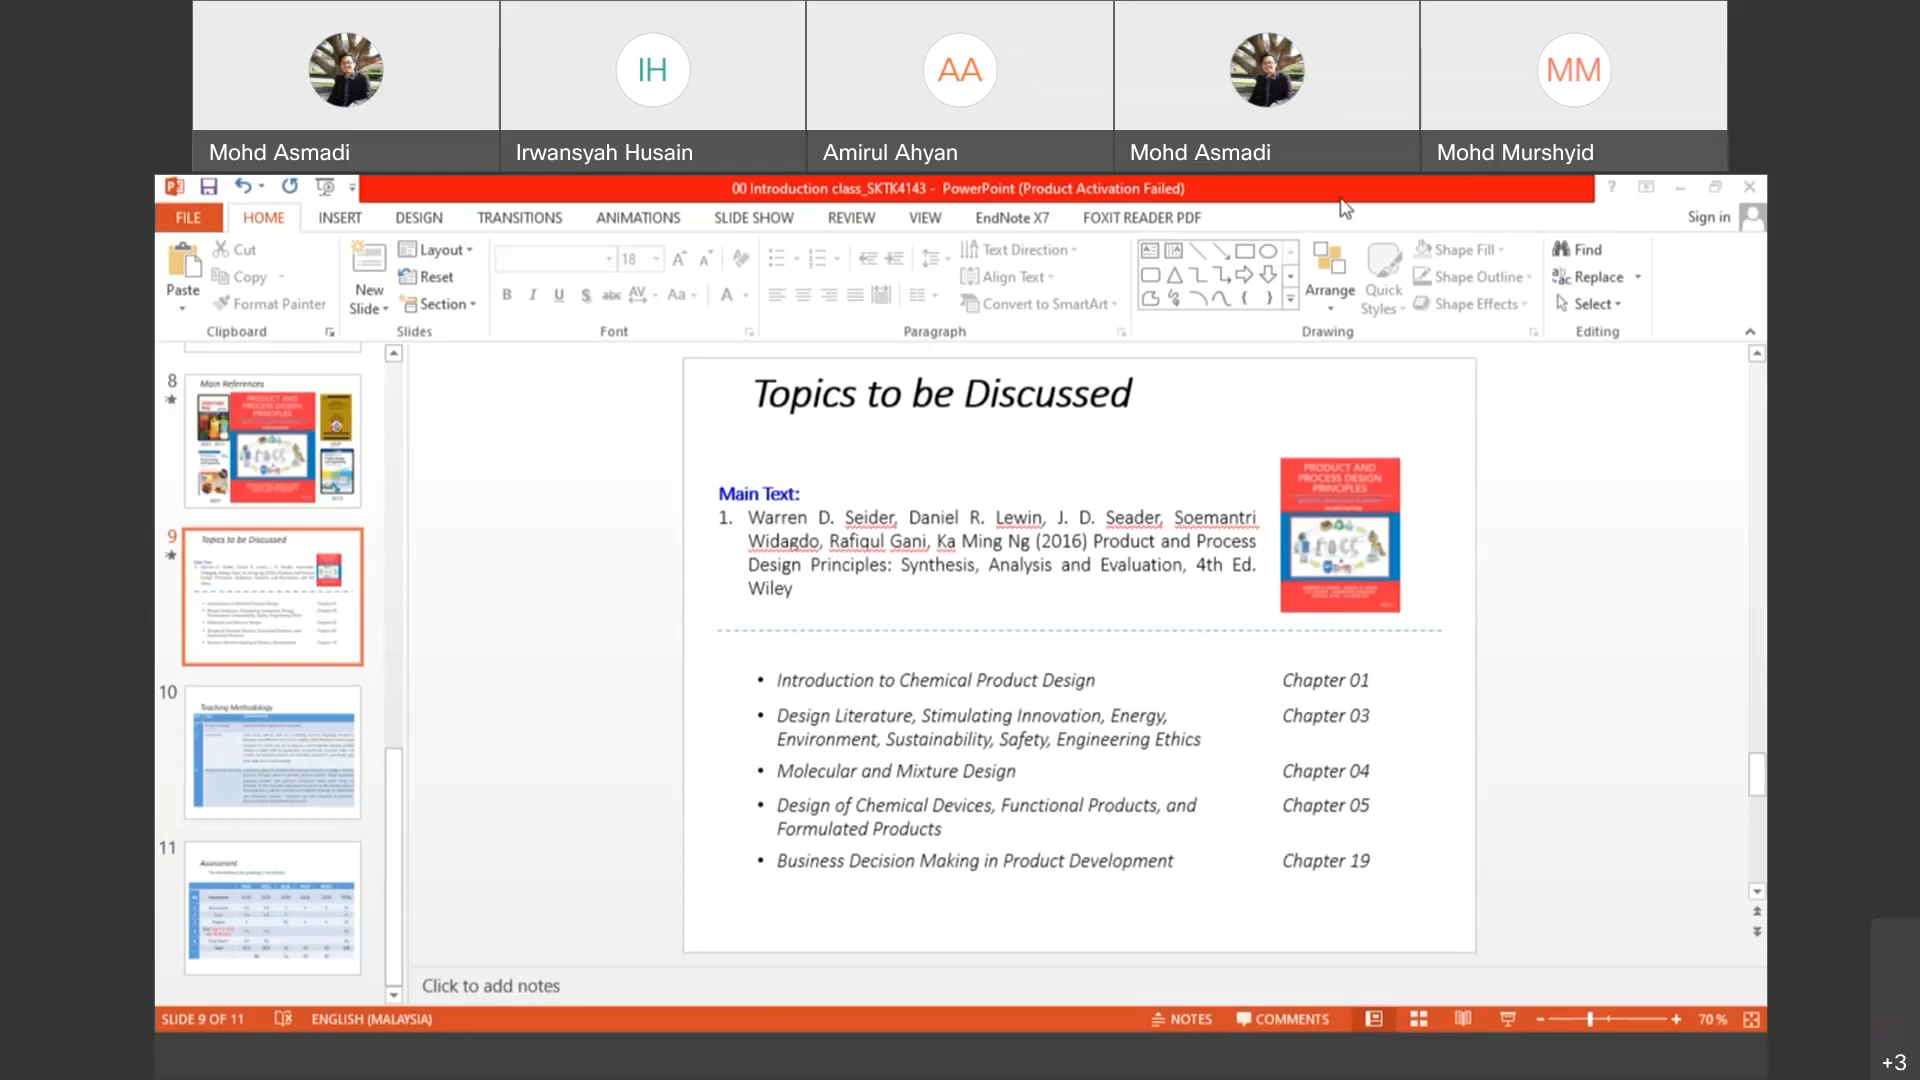 IH
AA
MM
Mohd Asmadi
Irwansyah Husain
Amirul Ahyan
Mohd Asmadi
Mohd Murshyid
00 Introduction class_SKTK4143 - PowerPoint (Product Activation Failed)
FILE
HOME
INSERT
DESIGN
TRANSITIONS
ANIMATIONS
SLIDE SHOW
REVIEW
VIEW
EndNote X7
FOXIT READER PDF
Sign in
Paste
Cut
Copy
Format Painter
Clipboard
New Slide
Layout
Reset
Section
Slides
18
Font
Text Direction
Align Text
Convert to SmartArt
Paragraph
Arrange
Quick Styles
Shape Fill
Shape Outline
Shape Effects
Drawing
Find
Replace
Select
Editing
8
Main References
PRODUCT AND
PROCESS DESIGN
PRINCIPLES
9
Topics to be Discussed
10
Teaching Methodology
11
Assessment
Topics to be Discussed
Main Text:
1. Warren D. Seider, Daniel R. Lewin, J. D. Seader, Soemantri
Widagdo, Rafiqul Gani, Ka Ming Ng (2016) Product and Process
Design Principles: Synthesis, Analysis and Evaluation, 4th Ed.
Wiley
PRODUCT AND
PROCESS DESIGN
PRINCIPLES
• Introduction to Chemical Product Design Chapter 01
• Design Literature, Stimulating Innovation, Energy, Chapter 03
Environment, Sustainability, Safety, Engineering Ethics
• Molecular and Mixture Design Chapter 04
• Design of Chemical Devices, Functional Products, and Chapter 05
Formulated Products
• Business Decision Making in Product Development Chapter 19
Click to add notes
SLIDE 9 OF 11
ENGLISH (MALAYSIA)
NOTES
COMMENTS
70 %
+3